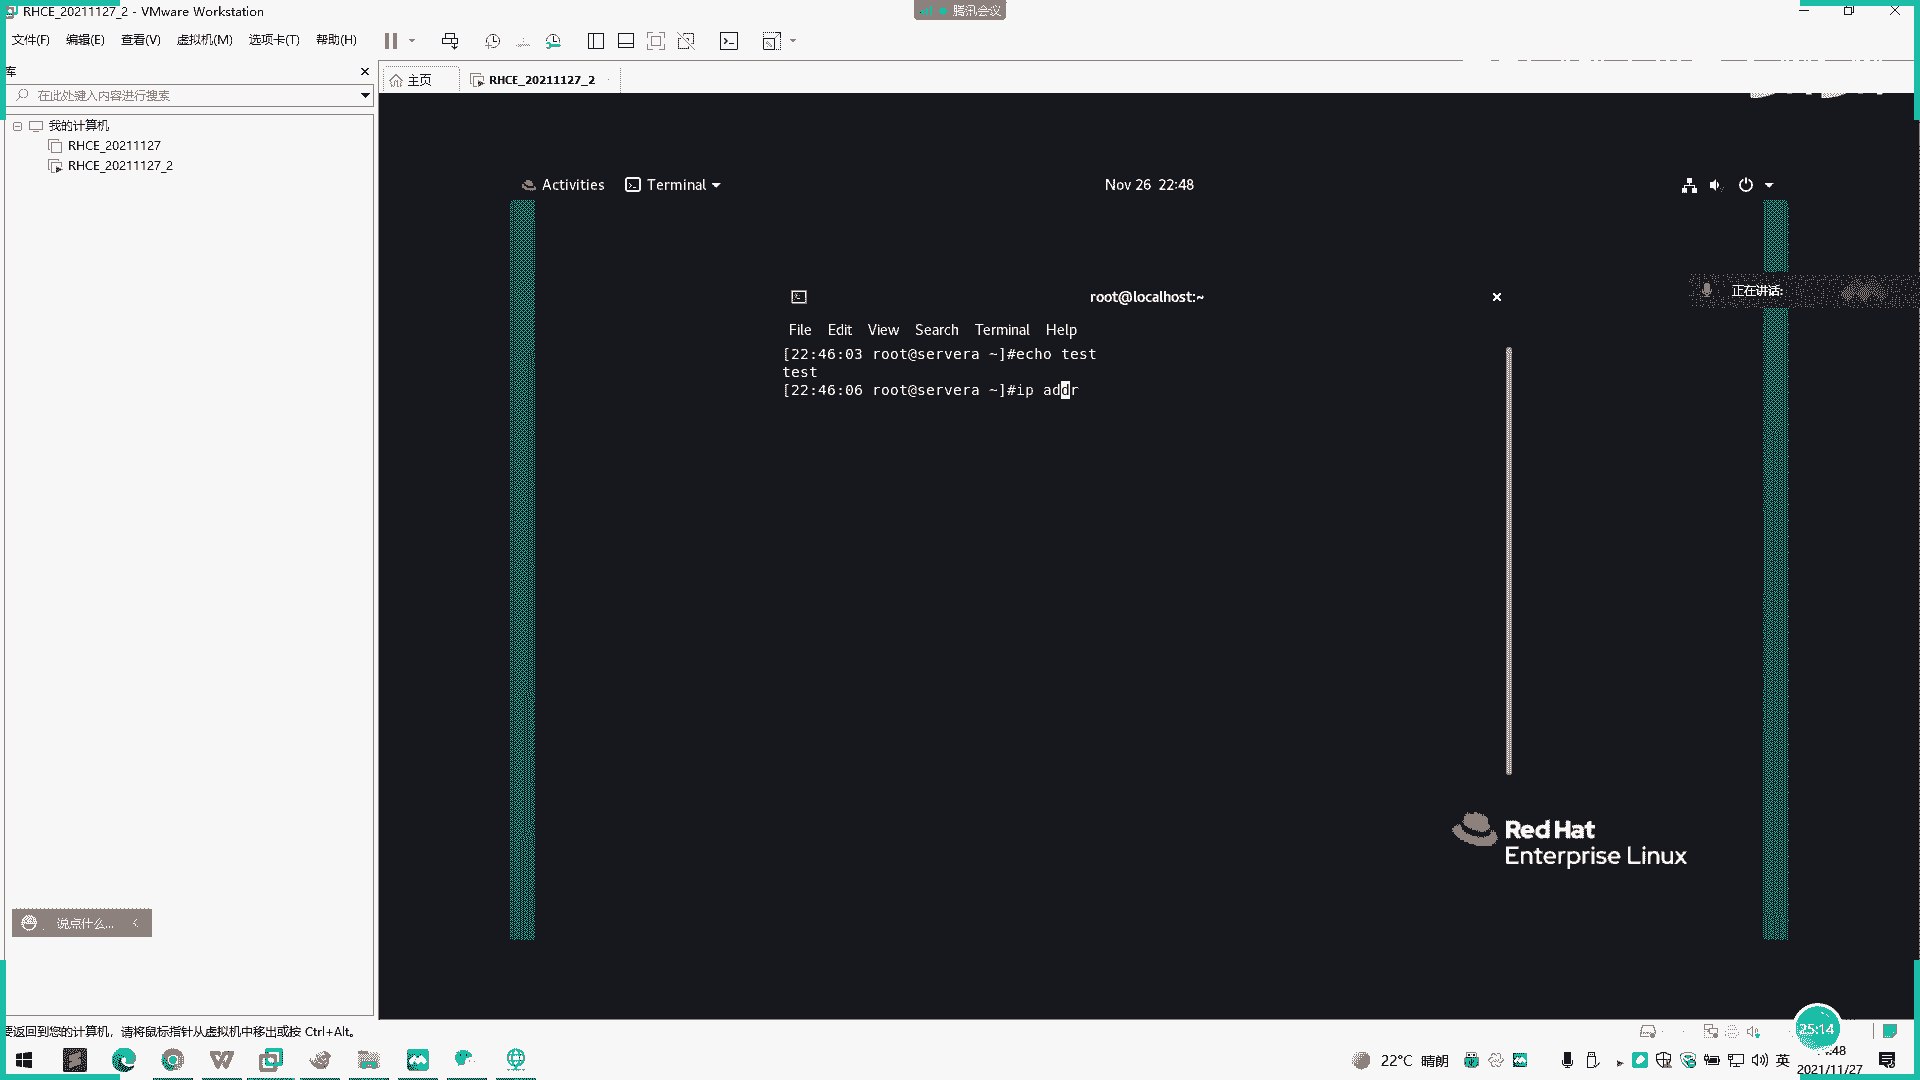 RHCE_20211127_2 - VMware Workstation
腾讯会议
文件(F) 编辑(E) 查看(V) 虚拟机(M) 选项卡(T) 帮助(H)
库
主页
RHCE_20211127_2
在此处键入内容进行搜索
我的计算机
RHCE_20211127
RHCE_20211127_2
Activities
Terminal
Nov 26 22:48
正在讲话:
root@localhost:~
File Edit View Search Terminal Help
[22:46:03 root@servera ~]#echo test
test
[22:46:06 root@servera ~]#ip addr
Red Hat
Enterprise Linux
说点什么...
要返回到您的计算机，请将鼠标指针从虚拟机中移出或按 Ctrl+Alt。
25:14
22°C 晴朗
英
:48
2021/11/27